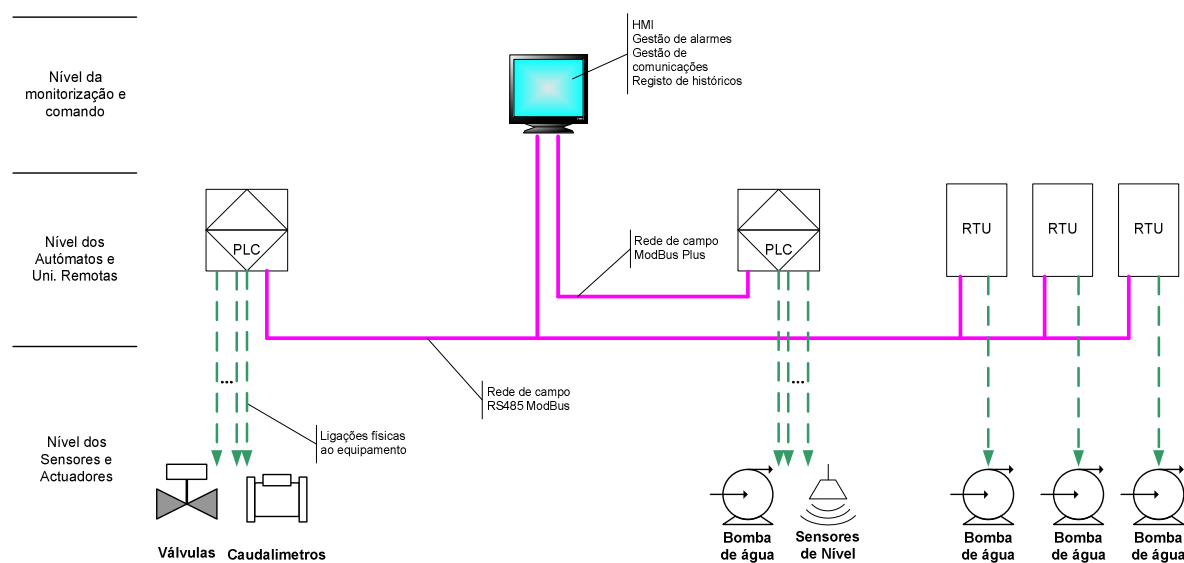 HMI
Gestão de alarmes
Gestão de
comunicações
Registo de históricos
Nível da
monitorização e
comando
Nível dos
Autómatos e
Uni. Remotas
PLC
Rede de campo
ModBus Plus
PLC
RTU
RTU
RTU
Rede de campo
RS485 ModBus
...
...
Ligações físicas
ao equipamento
Nível dos
Sensores e
Actuadores
Válvulas
Caudalimetros
Bomba
de água
Sensores
de Nível
Bomba
de água
Bomba
de água
Bomba
de água